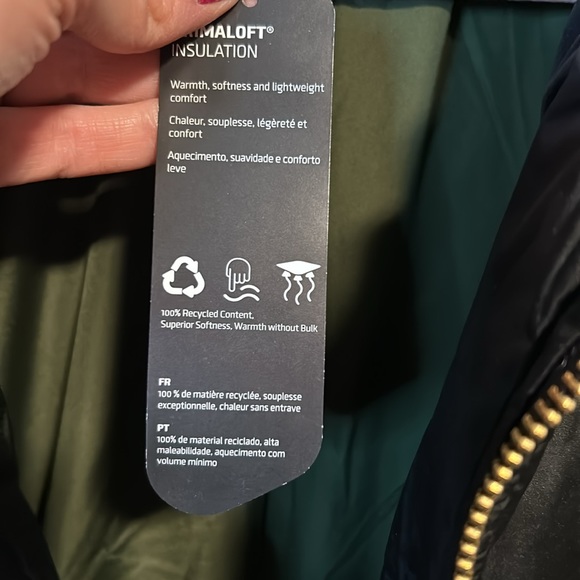 RIMALOFT®
INSULATION
Warmth, softness and lightweight
comfort
Chaleur, souplesse, légèreté et
confort
Aquecimento, suavidade e conforto
leve
100% Recycled Content,
Superior Softness, Warmth without Bulk
FR
100 % de matière recyclée, souplesse
exceptionnelle, chaleur sans entrave
PT
100% de material reciclado, alta
maleabilidade, aquecimento com
volume mínimo